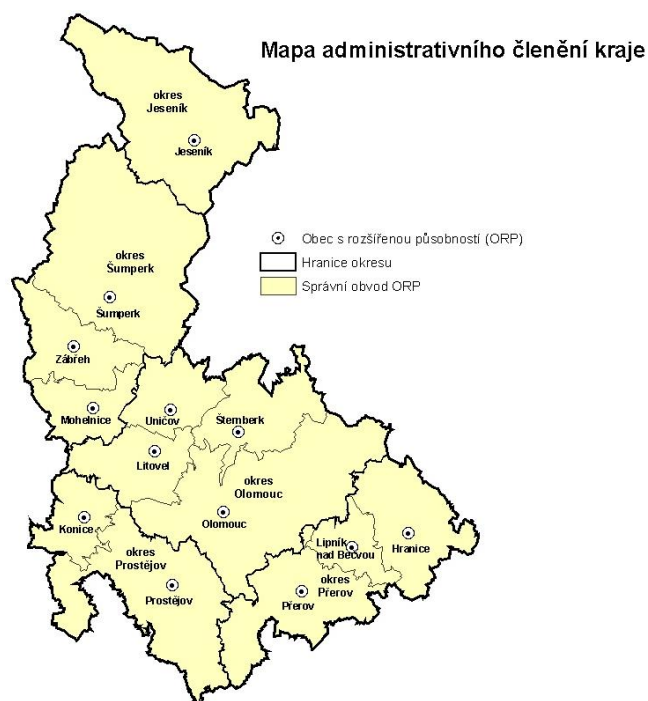 Mapa administrativního členění kraje
okres
Jeseník
Jeseník
Obec s rozšířenou působností (ORP)
Hranice okresu
Správní obvod ORP
okres
Šumperk
Šumperk
Zábřeh
Mohelnice
Uničov
Šternberk
Litovel
okres
Olomouc
Olomouc
Konice
Lipník
nad Bečvou
Hranice
okres
Prostějov
Prostějov
okres
Přerov
Přerov